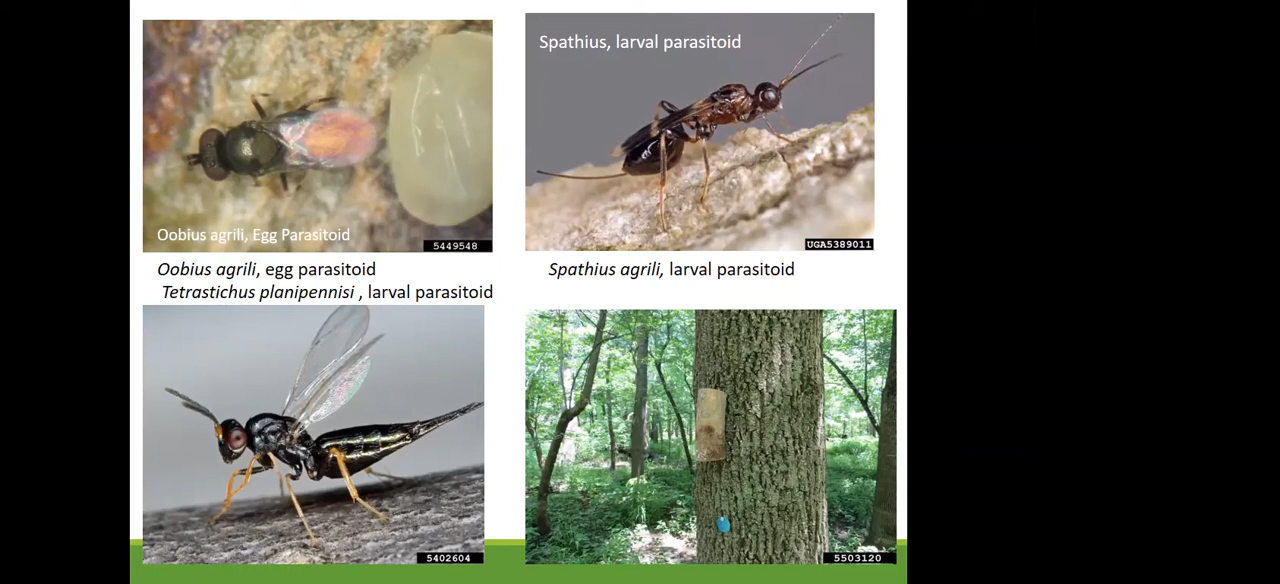 Oobius agrili, Egg Parasitoid
5449548
Spathius, larval parasitoid
UGA5389011
Oobius agrili, egg parasitoid
Tetrastichus planipennisi , larval parasitoid
Spathius agrili, larval parasitoid
5402604
5503120